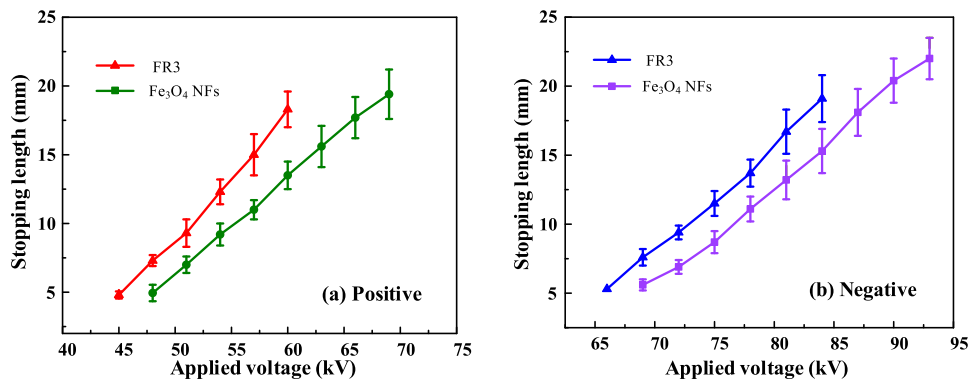 25
20
15
10
5
Stopping length (mm)
FR3
Fe₃O₄ NFs
(a) Positive
40 45 50 55 60 65 70 75
Applied voltage (kV)
25
20
15
10
5
Stopping length (mm)
FR3
Fe₃O₄ NFs
(b) Negative
65 70 75 80 85 90 95
Applied voltage (kV)